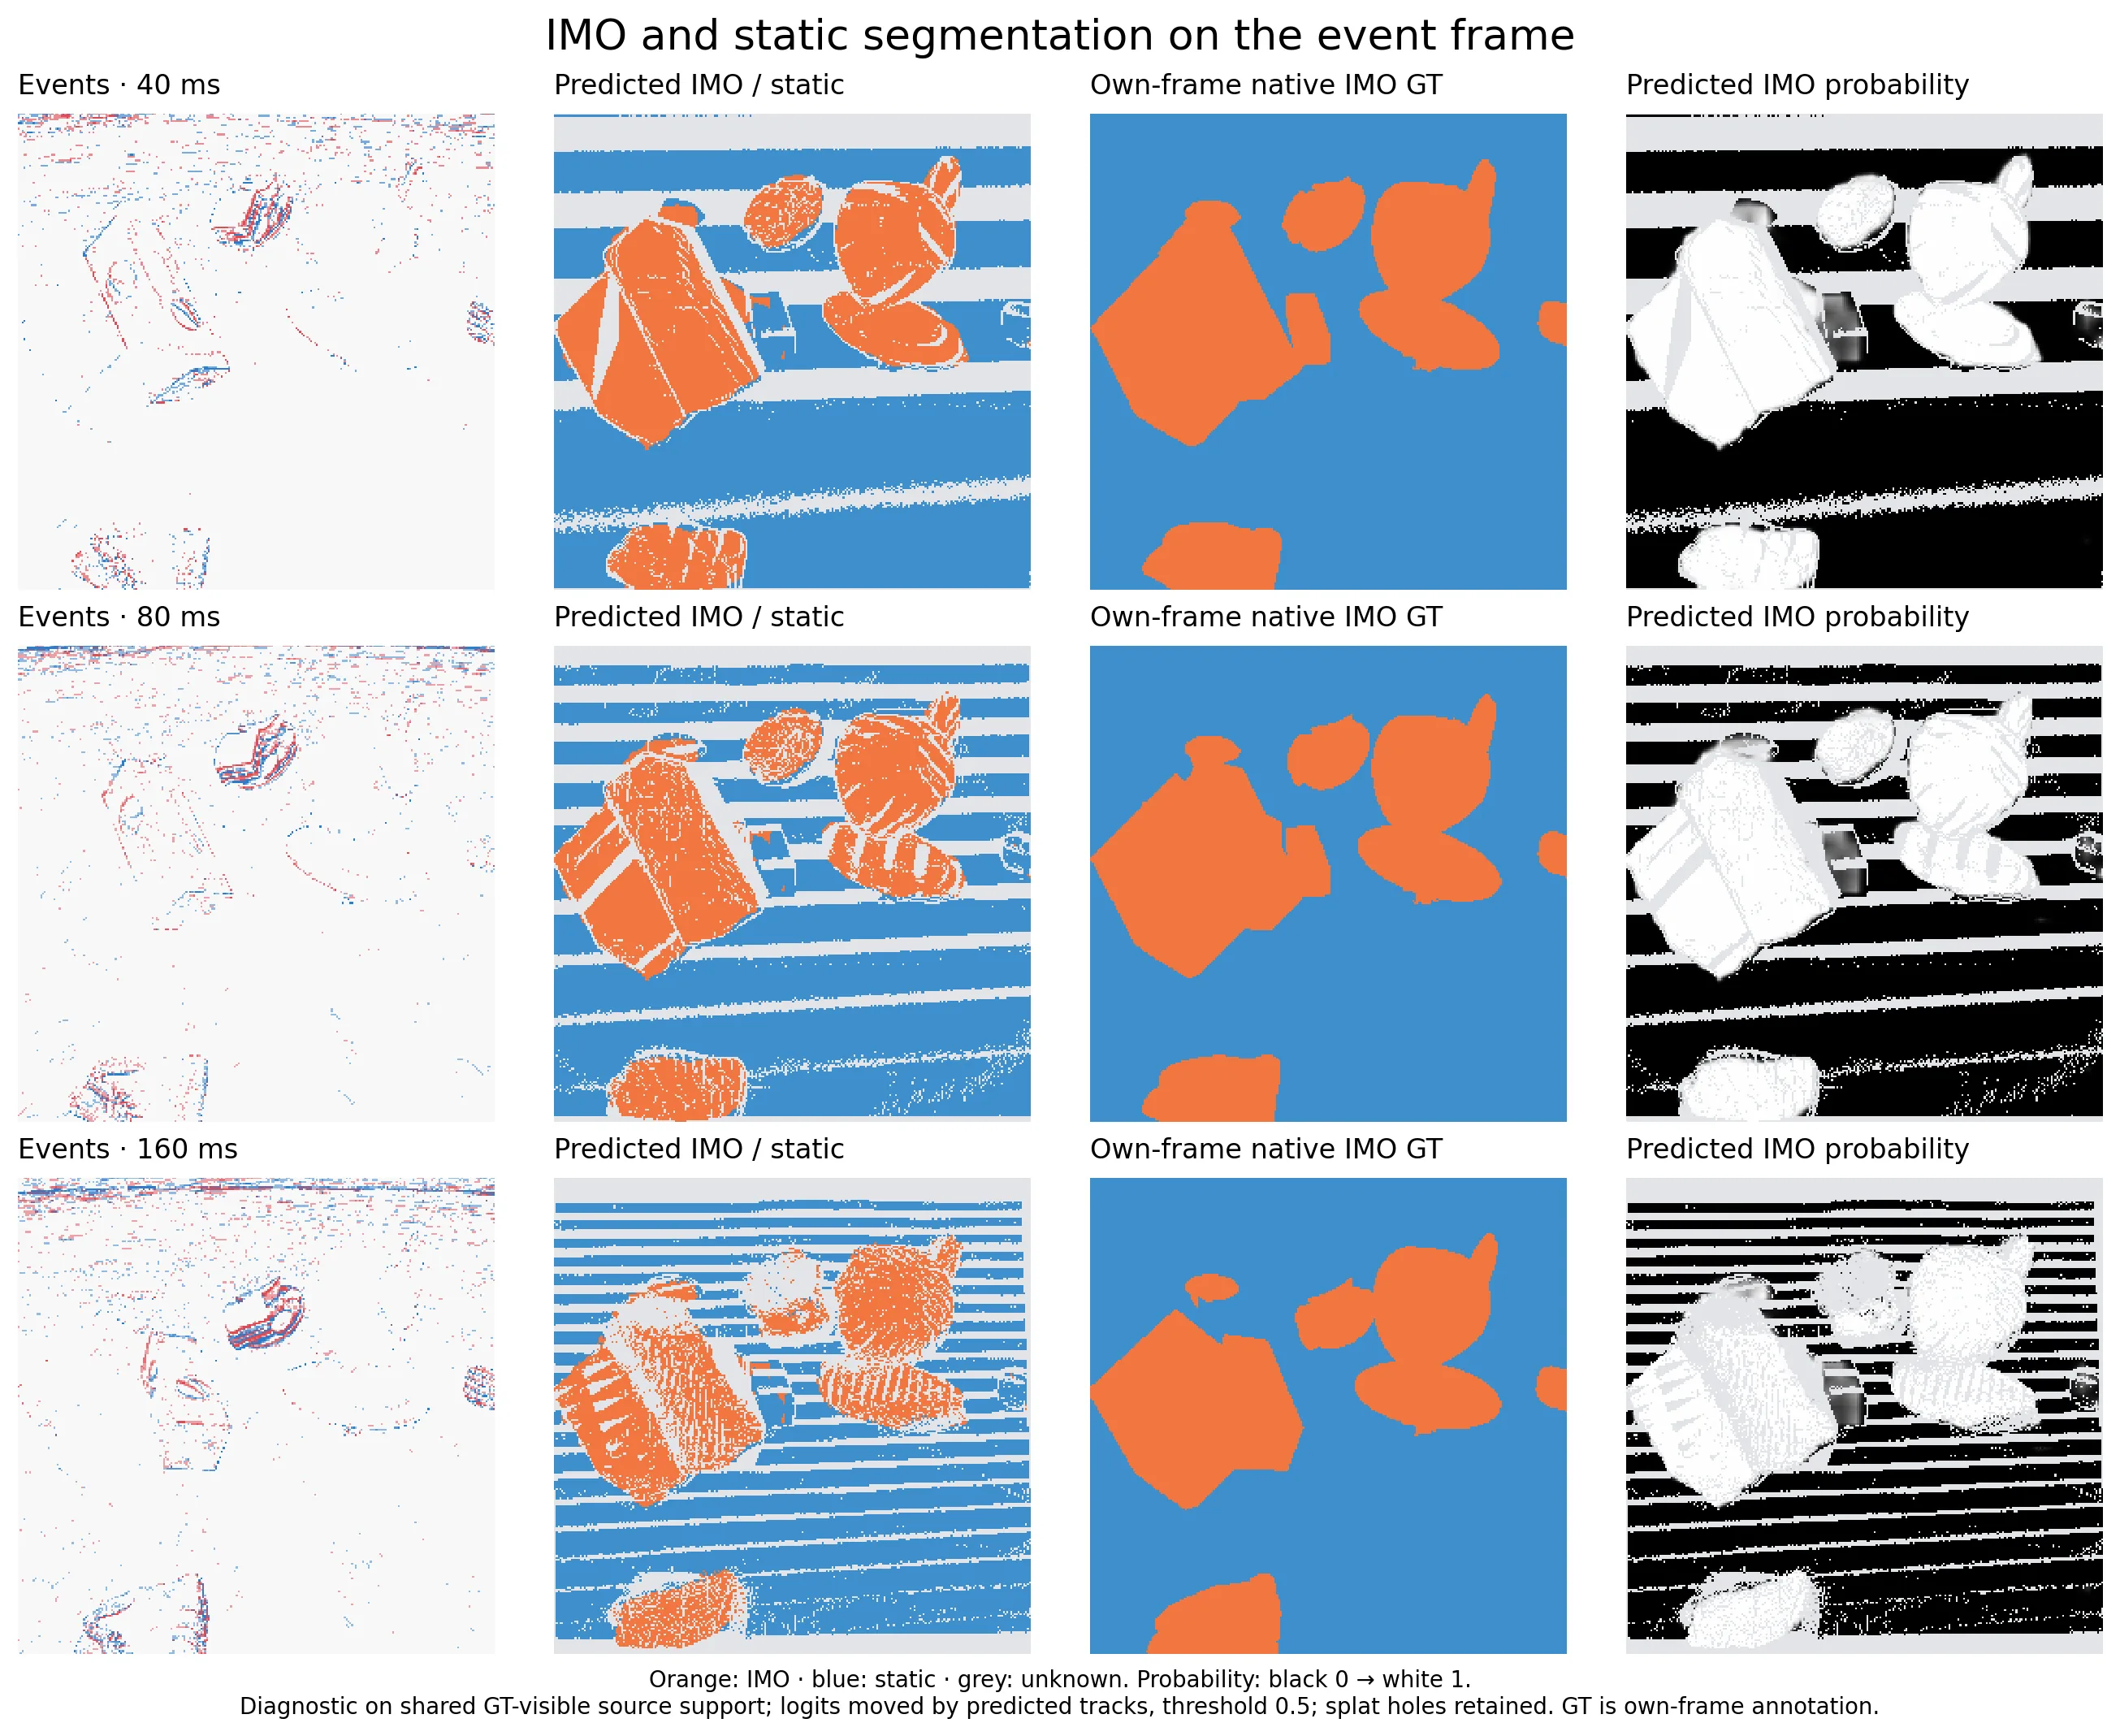 IMO and static segmentation on the event frame
Events · 40 ms
Predicted IMO / static
Own-frame native IMO GT
Predicted IMO probability
Events · 80 ms
Predicted IMO / static
Own-frame native IMO GT
Predicted IMO probability
Events · 160 ms
Predicted IMO / static
Own-frame native IMO GT
Predicted IMO probability
Orange: IMO · blue: static · grey: unknown. Probability: black 0 → white 1.
Diagnostic on shared GT-visible source support; logits moved by predicted tracks, threshold 0.5; splat holes retained. GT is own-frame annotation.